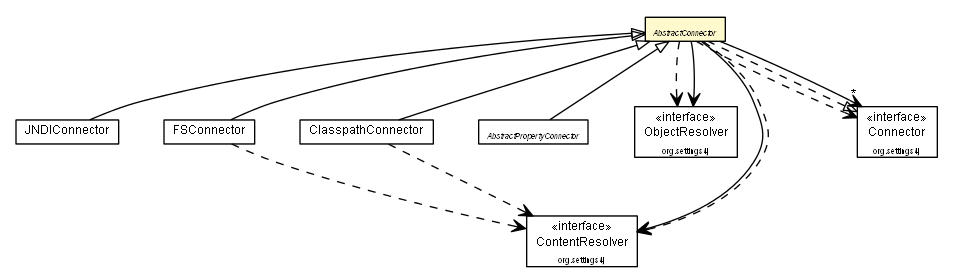 AbstractConnector
JNDIConnector
FSConnector
ClasspathConnector
AbstractPropertyConnector
«interface»
ObjectResolver
org.settings4j
*
«interface»
Connector
org.settings4j
«interface»
ContentResolver
org.settings4j